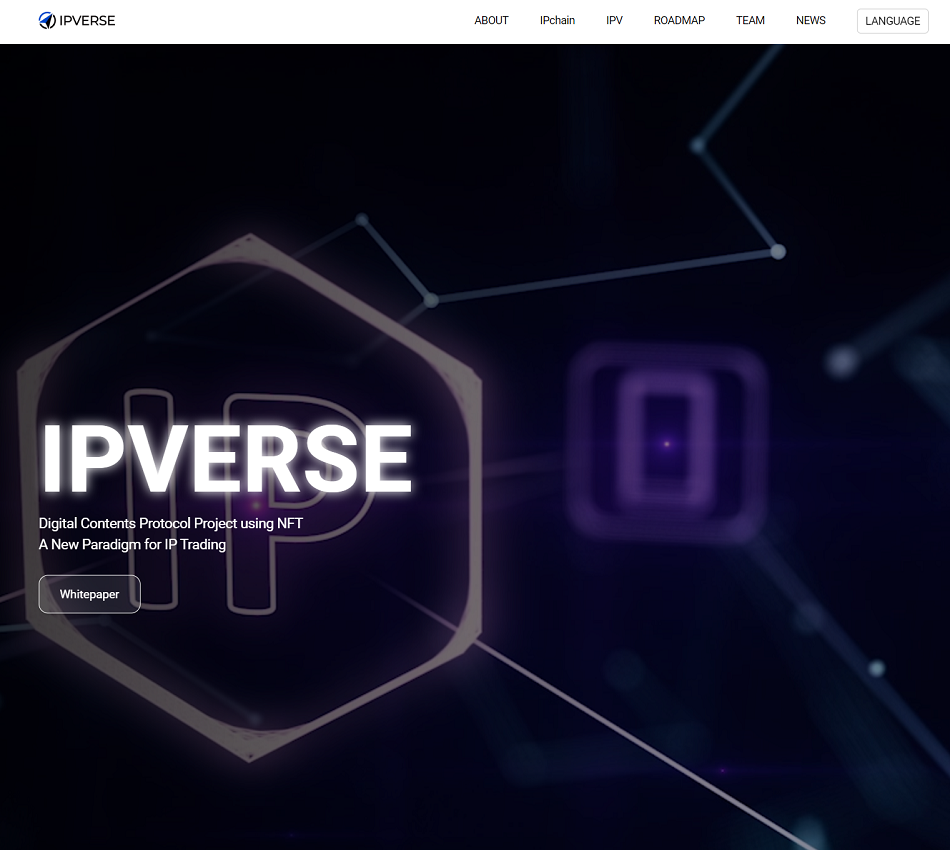 IPVERSE
ABOUT
IPchain
IPV
ROADMAP
TEAM
NEWS
LANGUAGE
IP
IPVERSE
Digital Contents Protocol Project using NFT
A New Paradigm for IP Trading
Whitepaper